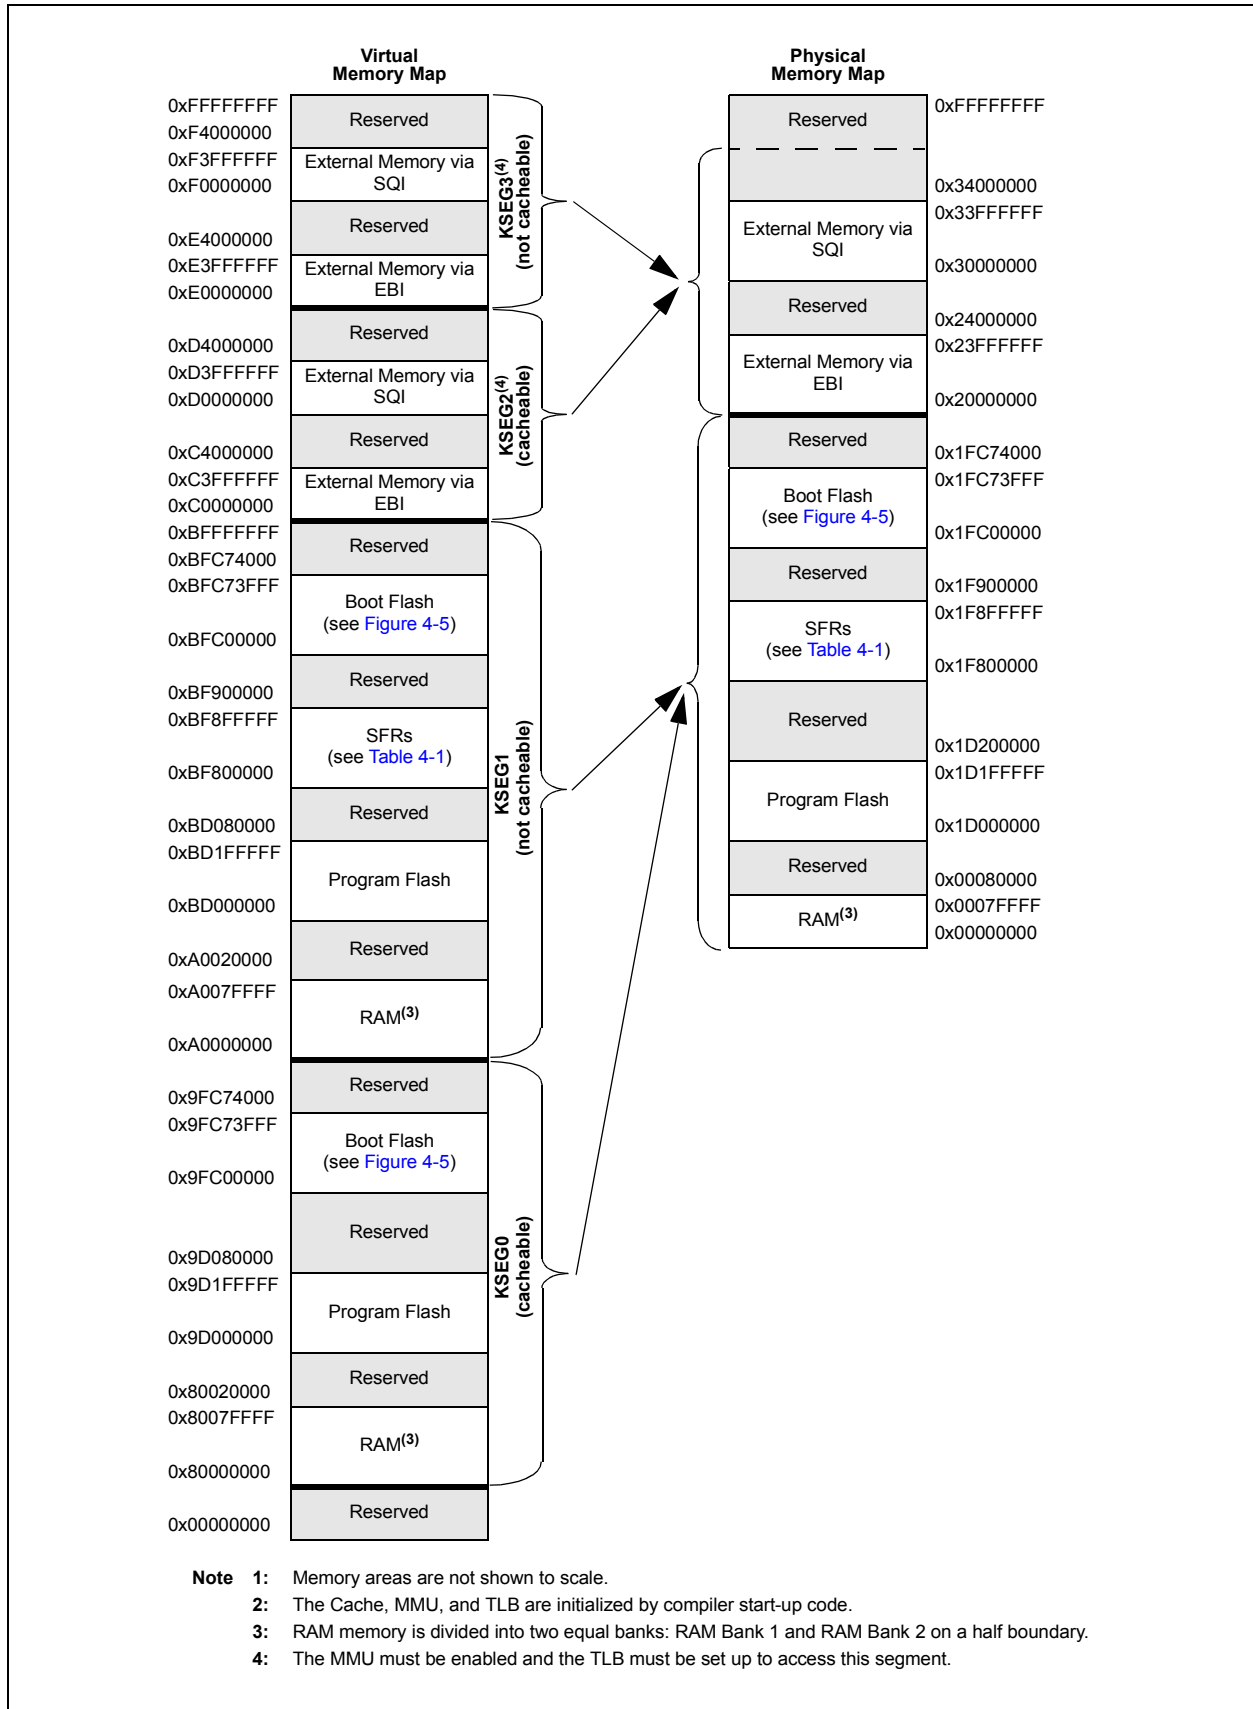 Virtual
Memory Map
0xFFFFFFFF
Reserved
0xF4000000
0xF3FFFFFF
External Memory via
SQI
0xF0000000
Reserved
0xE4000000
0xE3FFFFFF
External Memory via
EBI
0xE0000000
KSEG3(4)
(not cacheable)
Reserved
0xD4000000
0xD3FFFFFF
External Memory via
SQI
0xD0000000
Reserved
0xC4000000
0xC3FFFFFF
External Memory via
EBI
0xC0000000
KSEG2(4)
(cacheable)
0xBFFFFFFF
Reserved
0xBFC74000
0xBFC73FFF
Boot Flash
(see Figure 4-5)
0xBFC00000
Reserved
0xBF900000
0xBF8FFFFF
SFRs
(see Table 4-1)
0xBF800000
Reserved
0xBD080000
0xBD1FFFFF
Program Flash
0xBD000000
Reserved
0xA0020000
0xA007FFFF
RAM(3)
0xA0000000
KSEG1
(not cacheable)
Reserved
0x9FC74000
0x9FC73FFF
Boot Flash
(see Figure 4-5)
0x9FC00000
Reserved
0x9D080000
0x9D1FFFFF
Program Flash
0x9D000000
Reserved
0x80020000
0x8007FFFF
RAM(3)
0x80000000
KSEG0
(cacheable)
Reserved
0x00000000
Physical
Memory Map
0xFFFFFFFF
Reserved
0x34000000
0x33FFFFFF
External Memory via
SQI
0x30000000
Reserved
0x24000000
0x23FFFFFF
External Memory via
EBI
0x20000000
Reserved
0x1FC74000
0x1FC73FFF
Boot Flash
(see Figure 4-5)
0x1FC00000
Reserved
0x1F900000
0x1F8FFFFF
SFRs
(see Table 4-1)
0x1F800000
Reserved
0x1D200000
0x1D1FFFFF
Program Flash
0x1D000000
Reserved
0x00080000
0x0007FFFF
RAM(3)
0x00000000
Note 1: Memory areas are not shown to scale.
2: The Cache, MMU, and TLB are initialized by compiler start-up code.
3: RAM memory is divided into two equal banks: RAM Bank 1 and RAM Bank 2 on a half boundary.
4: The MMU must be enabled and the TLB must be set up to access this segment.